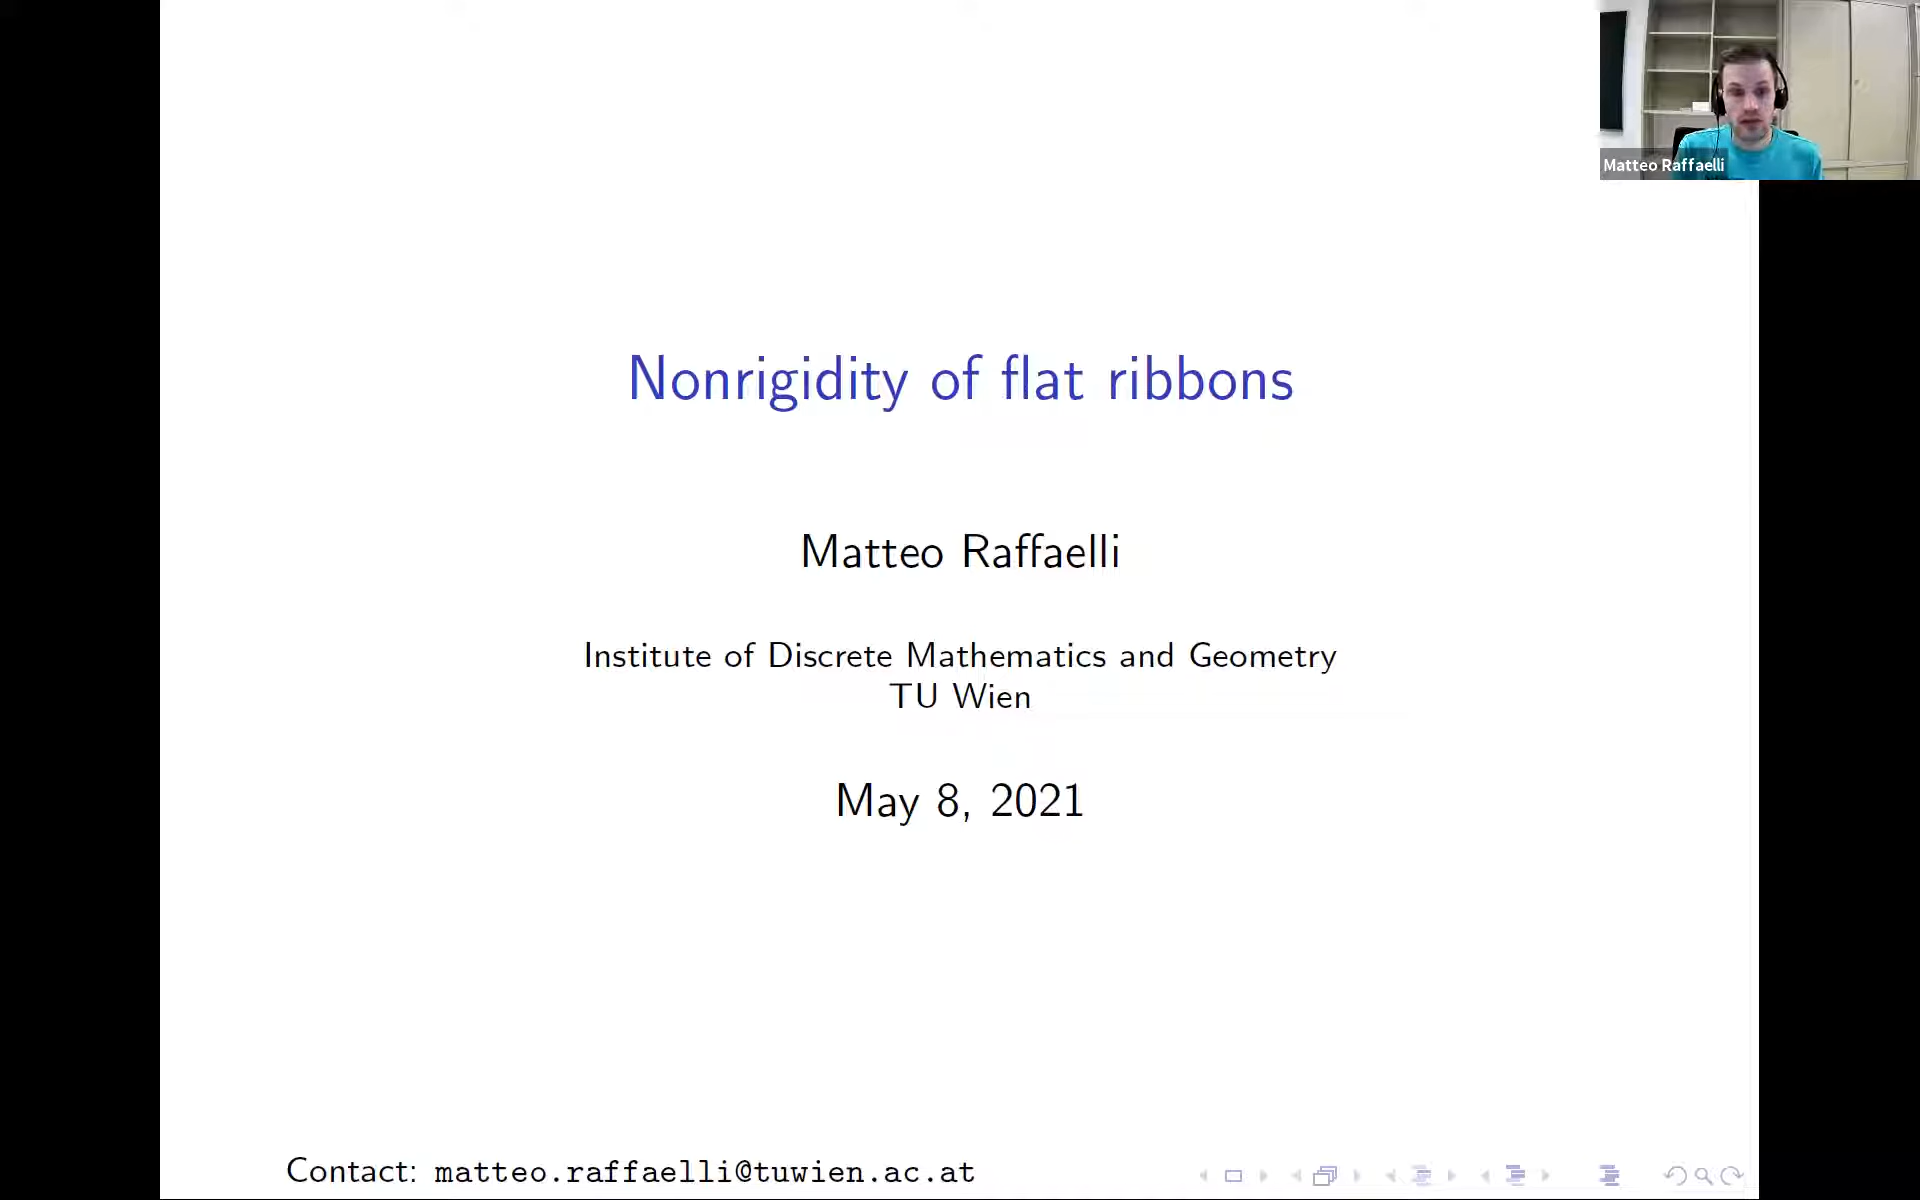 Matteo Raffaelli
Nonrigidity of flat ribbons
Matteo Raffaelli
Institute of Discrete Mathematics and Geometry
TU Wien
May 8, 2021
Contact: matteo.raffaelli@tuwien.ac.at